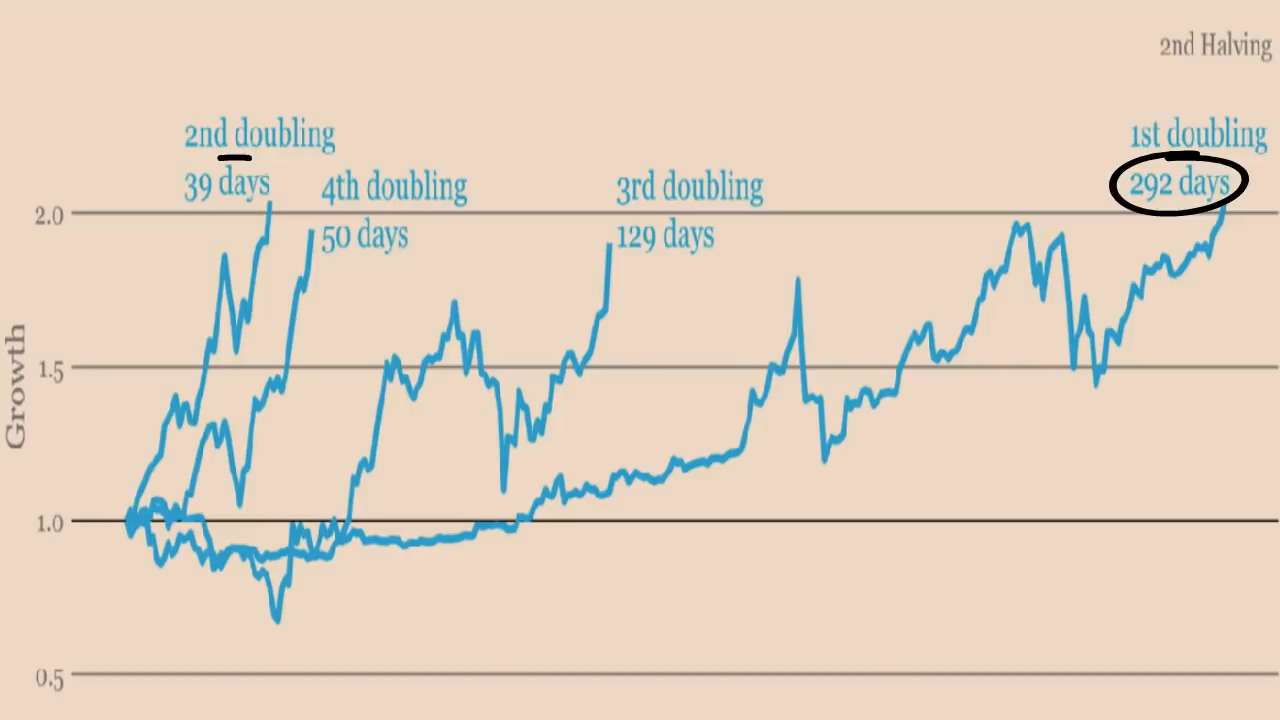 2nd Halving
2nd doubling
39 days
4th doubling
50 days
3rd doubling
129 days
1st doubling
292 days
Growth
2.0
1.5
1.0
0.5